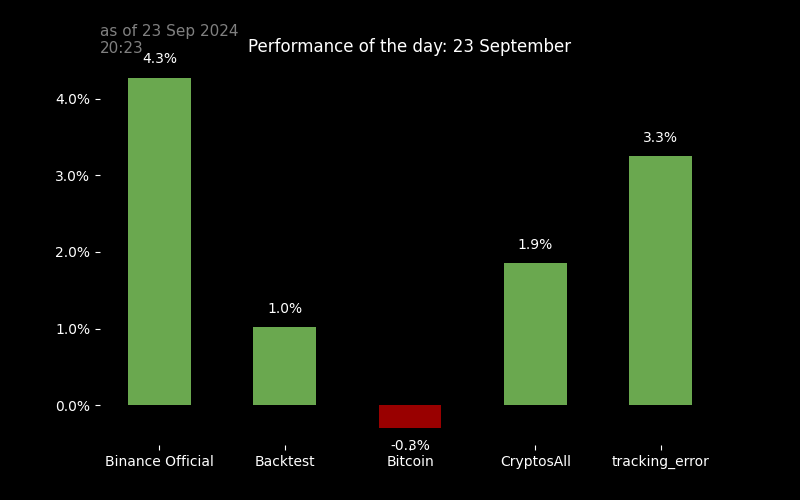 as of 23 Sep 2024
20:23
Performance of the day: 23 September
4.3%
4.0%
3.3%
3.0%
1.9%
2.0%
1.0%
1.0%
0.0%
-0.3%
Binance Official
Backtest
Bitcoin
CryptosAll
tracking_error